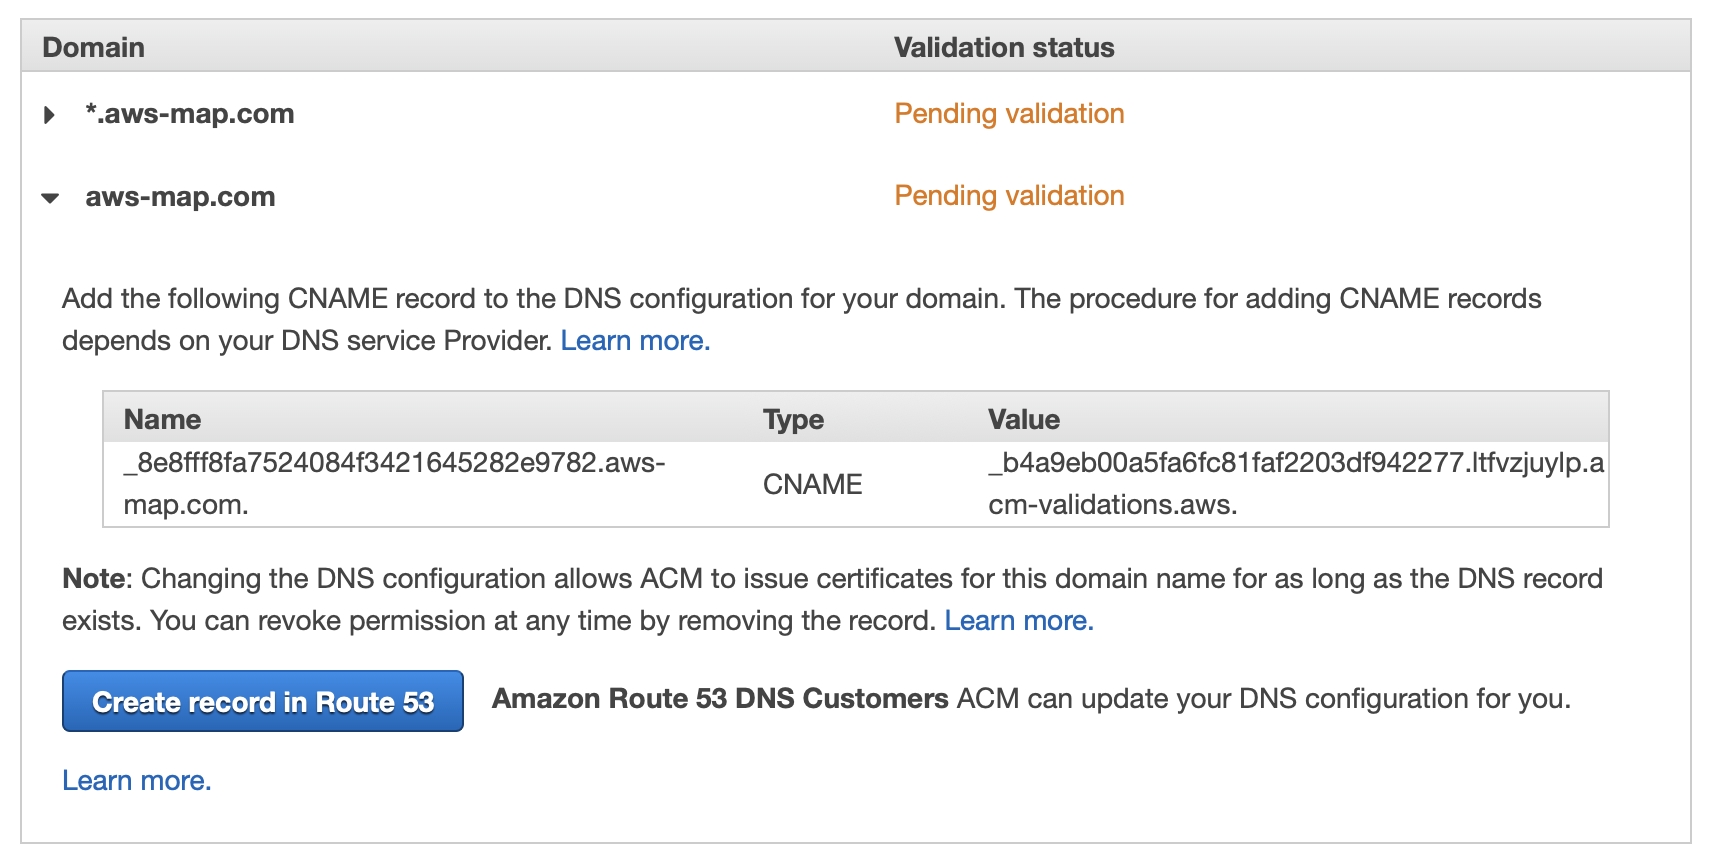 Domain Validation status
*.aws-map.com Pending validation
aws-map.com Pending validation
Add the following CNAME record to the DNS configuration for your domain. The procedure for adding CNAME records
depends on your DNS service Provider. Learn more.
Name Type Value
_8e8fff8fa7524084f3421645282e9782.aws-
map.com.
CNAME
_b4a9eb00a5fa6fc81faf2203df942277.ltfvzjuylp.a
cm-validations.aws.
Note: Changing the DNS configuration allows ACM to issue certificates for this domain name for as long as the DNS record
exists. You can revoke permission at any time by removing the record. Learn more.
Create record in Route 53 Amazon Route 53 DNS Customers ACM can update your DNS configuration for you.
Learn more.